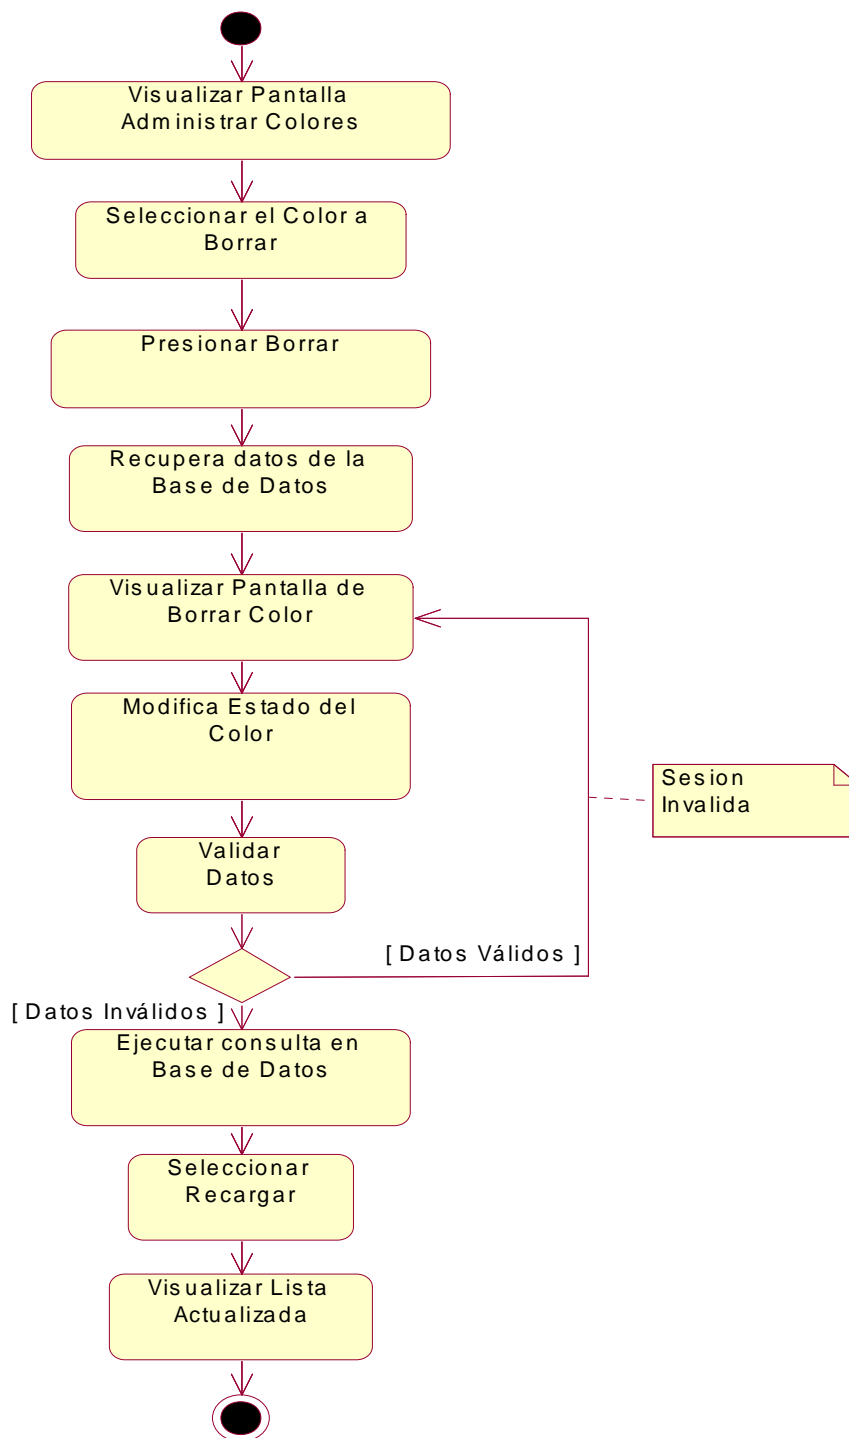 Visualizar Pantalla
Administrar Colores
Seleccionar el Color a
Borrar
Presionar Borrar
Recupera datos de la
Base de Datos
Visualizar Pantalla de
Borrar Color
Modifica Estado del
Color
Sesion
Invalida
Validar
Datos
[ Datos Válidos ]
[ Datos Inválidos ]
Ejecutar consulta en
Base de Datos
Seleccionar
Recargar
Visualizar Lista
Actualizada